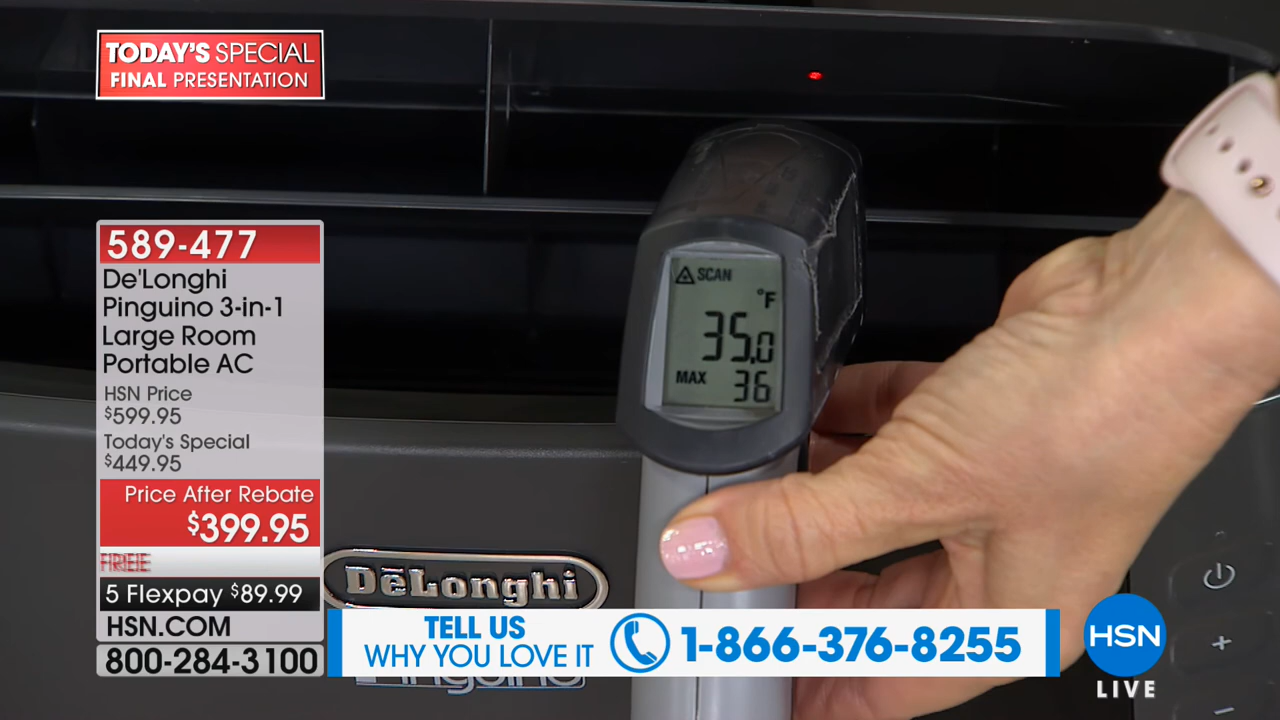 TODAY'S SPECIAL
FINAL PRESENTATION
589-477
De'Longhi
Pinguino 3-in-1
Large Room
Portable AC
HSN Price
$599.95
Today's Special
$449.95
Price After Rebate
$399.95
5 Flexpay $89.99
HSN.COM
800-284-3100
SCAN
°F
35.0
MAX 36
DēLonghi
Pinguino
TELL US
WHY YOU LOVE IT
1-866-376-8255
HSN
LIVE